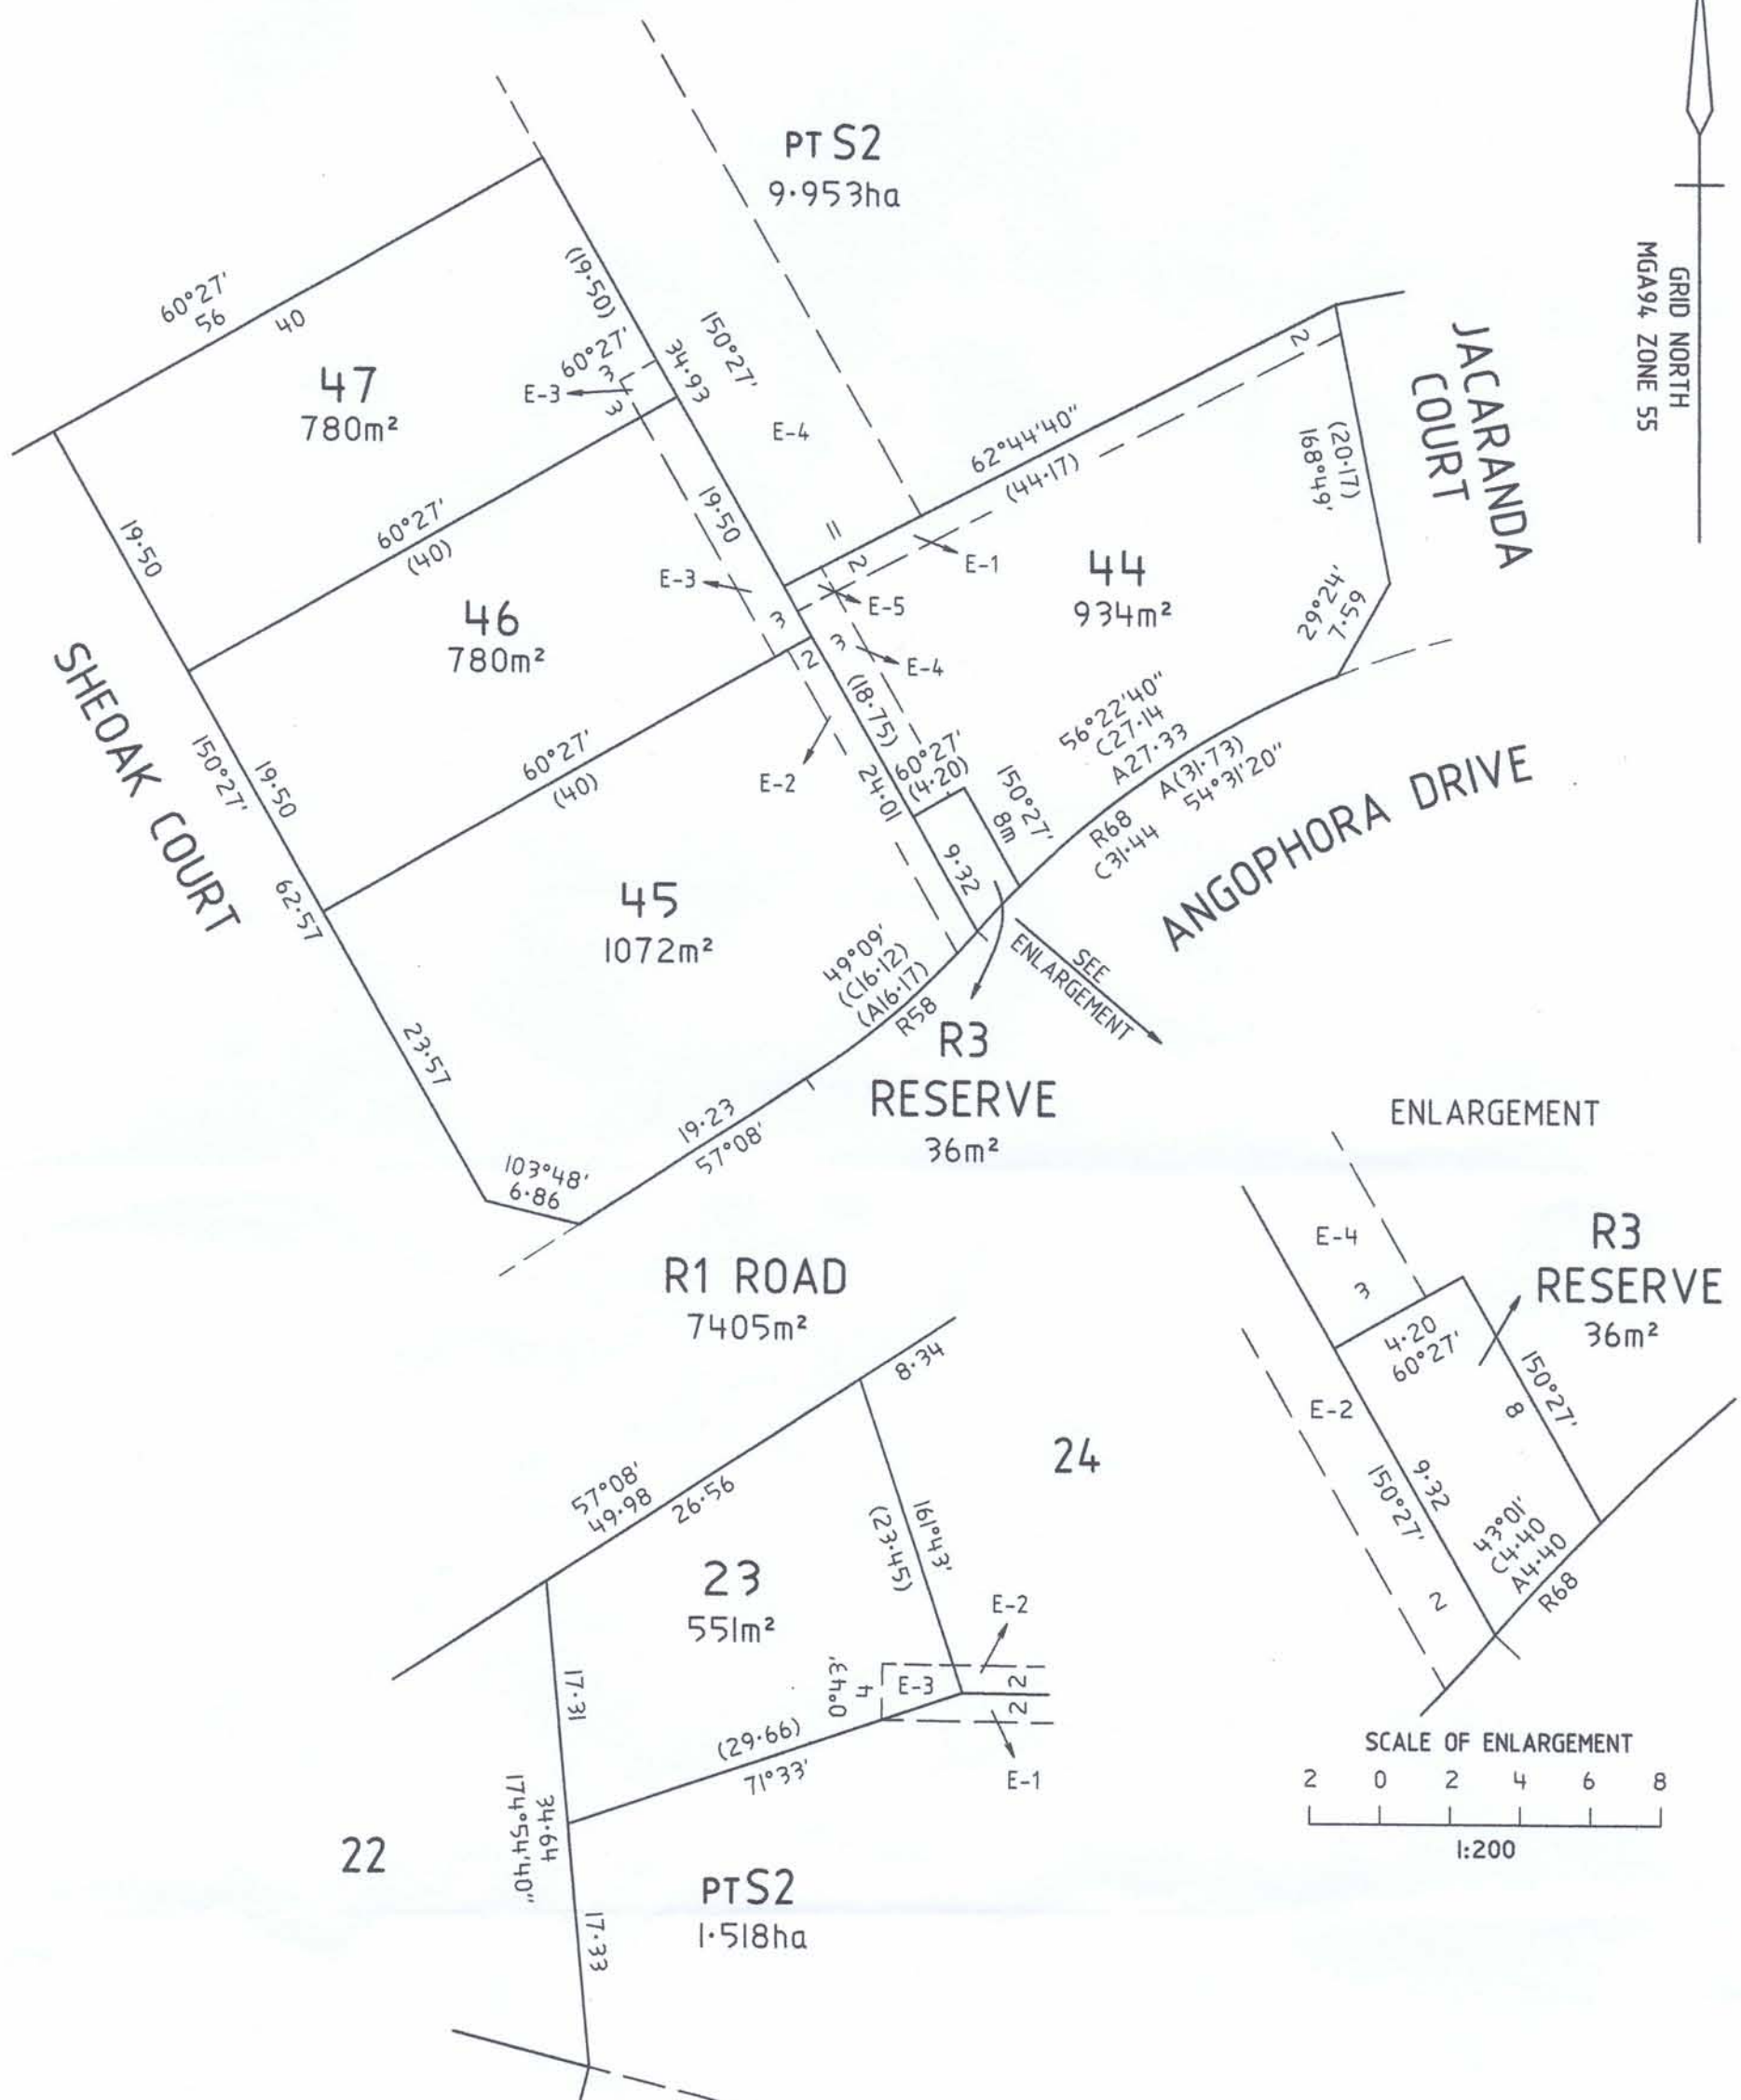 PT S2
9·953ha
GRID NORTH
MGA94 ZONE 55
60°27'
56
40
47
780m²
(19·50)
60°27'
3
3
E-3
34·93
150°27'
E-4
62°44'40"
(44·17)
2
JACARANDA
COURT
(20·17)
168°49'
29°24'
7·59
19·50
60°27'
(40)
46
780m²
19·50
E-3
3
11
2
E-1
E-5
44
934m²
3
E-4
2
(18·75)
SHEOAK COURT
150°27'
19·50
62·57
60°27'
(40)
E-2
24·01
60°27'
(4·20)
150°27'
8m
9·32
56°22'40"
C27·14
A27·33
A(31·73)
54°31'20"
R68
C31·44
ANGOPHORA DRIVE
45
1072m²
49°09'
(C16·12)
(A16·17)
R58
SEE
ENLARGEMENT
R3
RESERVE
36m²
23·57
19·23
57°08'
103°48'
6·86
R1 ROAD
7405m²
ENLARGEMENT
E-4
3
R3
RESERVE
36m²
4·20
60°27'
150°27'
8
E-2
9·32
150°27'
43°01'
C4·40
A4·40
R68
2
SCALE OF ENLARGEMENT
2 0 2 4 6 8
1:200
8·34
24
57°08'
49·98
26·56
161°43'
(23·45)
23
551m²
E-2
17·31
0°43'
4
E-3
2
2
(29·66)
71°33'
E-1
34·64
174°54'40"
22
PT S2
1·518ha
17·33